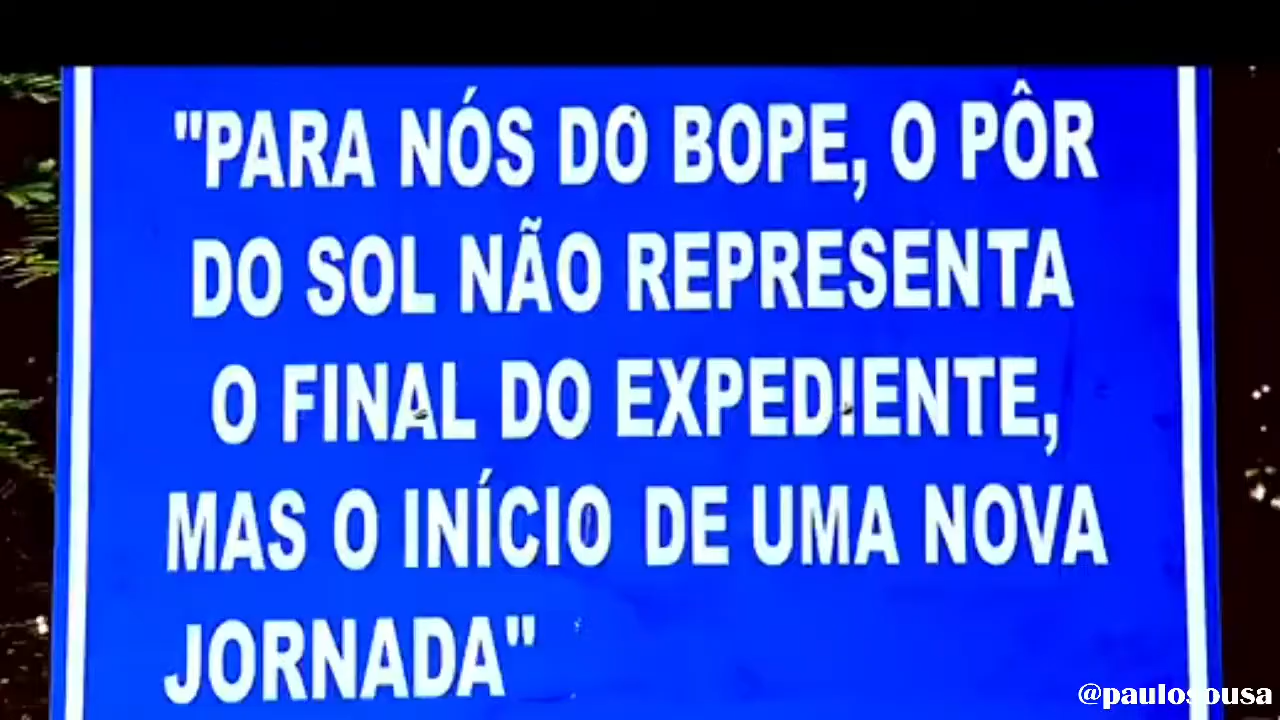 "PARA NÓS DO BOPE, O PÔR
DO SOL NÃO REPRESENTA
O FINAL DO EXPEDIENTE,
MAS O INÍCIO DE UMA NOVA
JORNADA"
@paulosousa